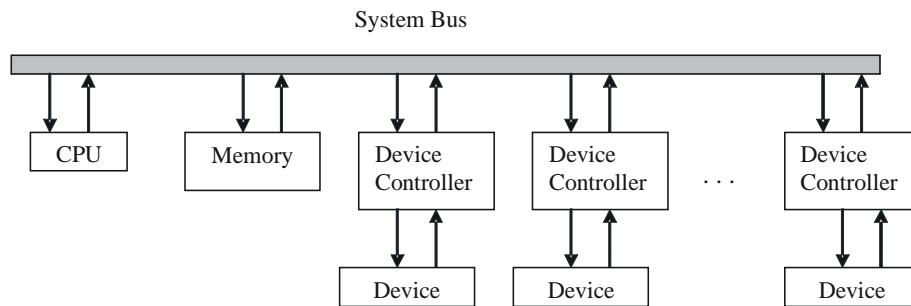 System Bus
CPU
Memory
Device
Controller
Device
Controller
. . .
Device
Controller
Device
Device
Device